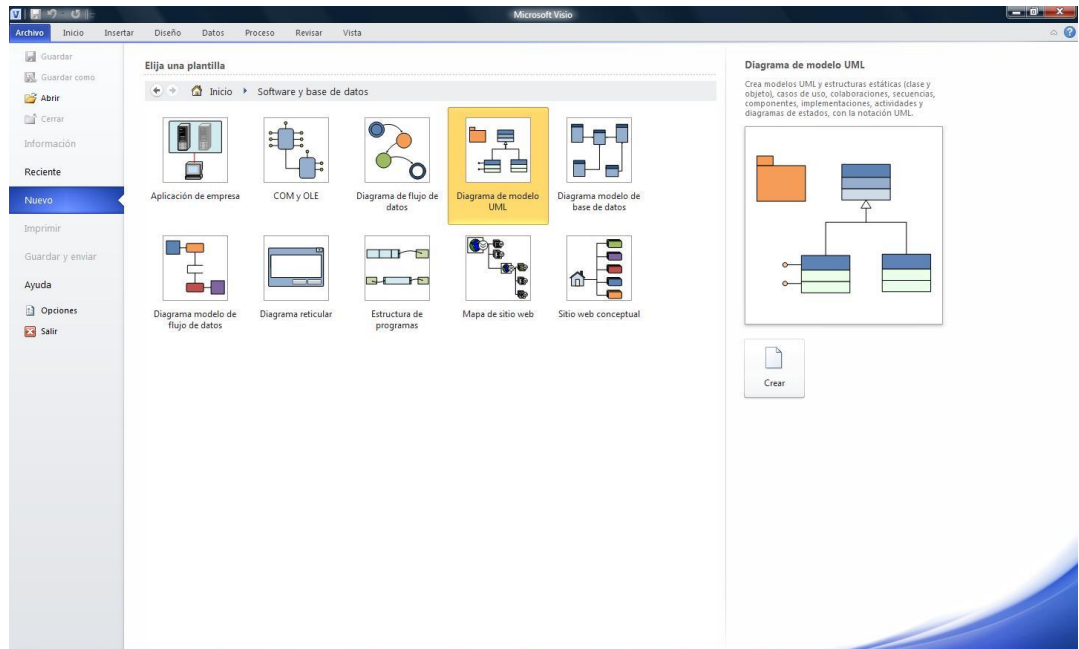 Microsoft Visio
Archivo Inicio Insertar Diseño Datos Proceso Revisar Vista
Guardar
Guardar como
Abrir
Cerrar
Información
Reciente
Nuevo
Imprimir
Guardar y enviar
Ayuda
Opciones
Salir
Elija una plantilla
Inicio Software y base de datos
Aplicación de empresa
COM y OLE
Diagrama de flujo de
datos
Diagrama de modelo
UML
Diagrama modelo de
base de datos
Diagrama modelo de
flujo de datos
Diagrama reticular
Estructura de
programas
Mapa de sitio web
Sitio web conceptual
Diagrama de modelo UML
Crea modelos UML y estructuras estáticas (clase y
objeto), casos de uso, colaboraciones, secuencias,
componentes, implementaciones, actividades y
diagramas de estados, con la notación UML.
Crear